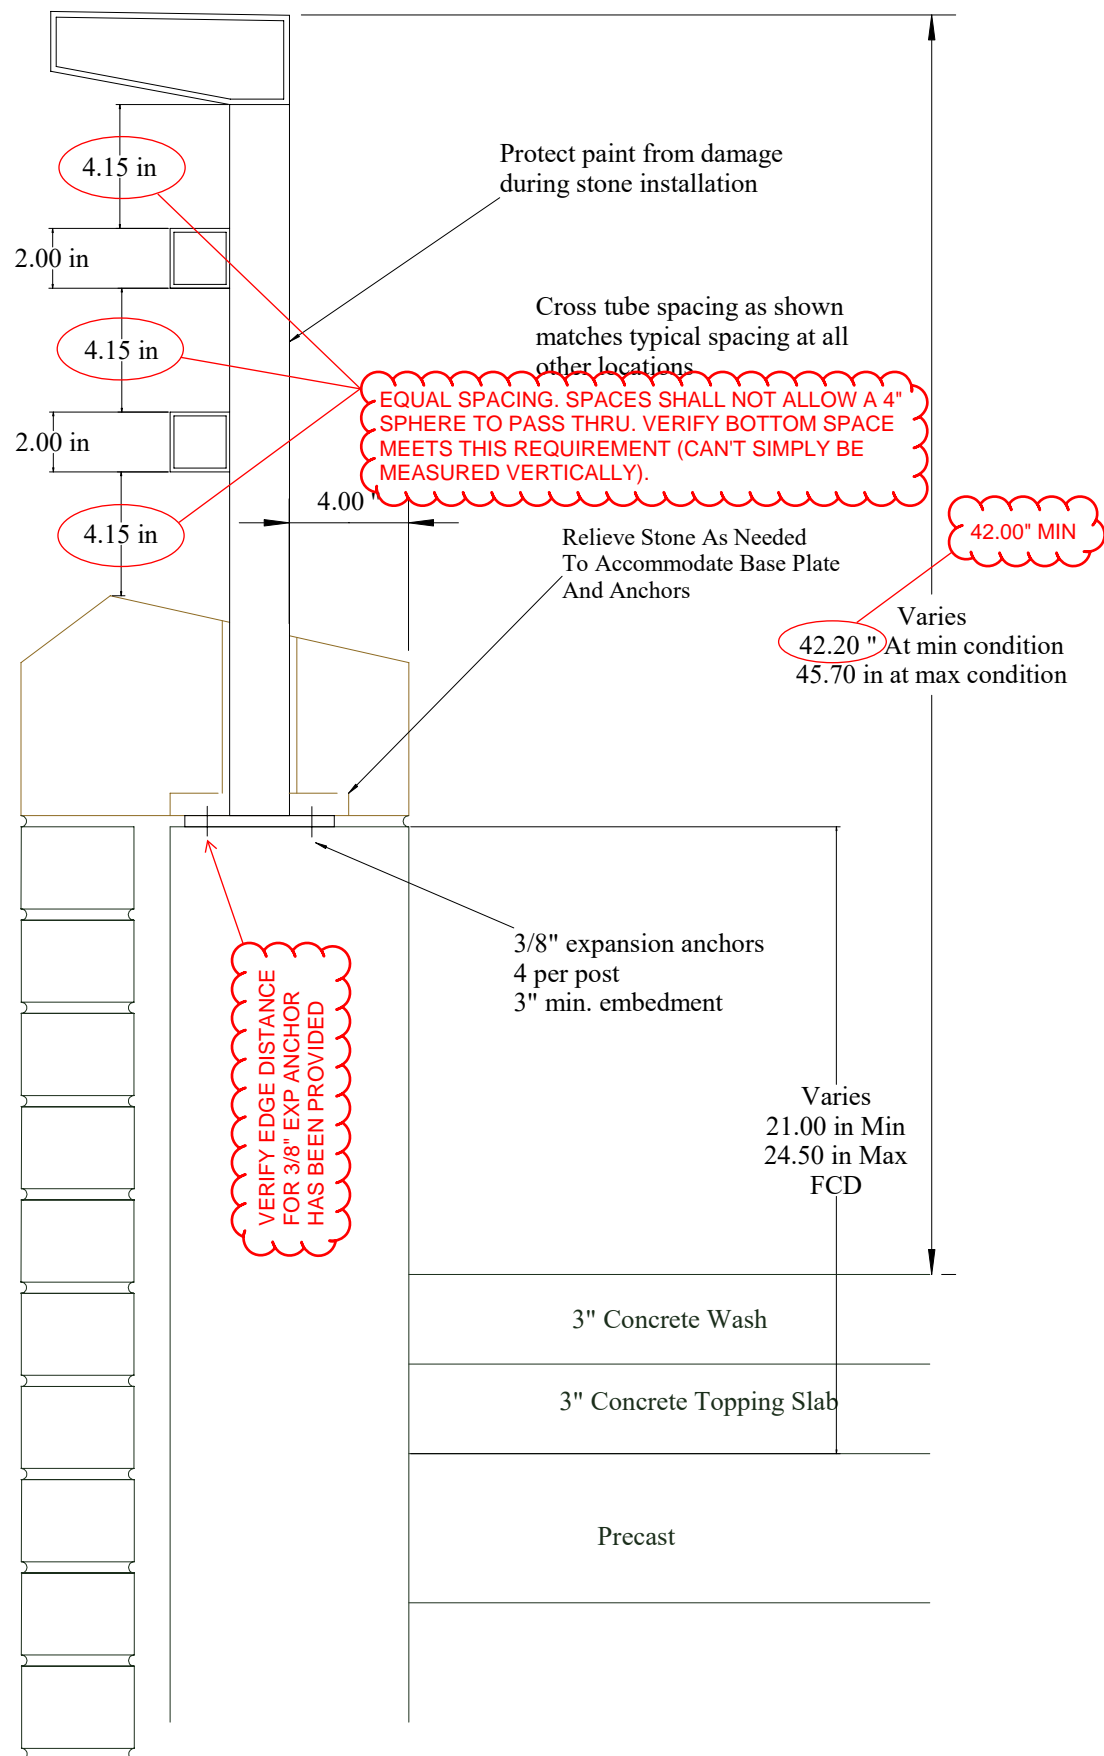 4.15 in
Protect paint from damage
during stone installation
2.00 in
Cross tube spacing as shown
matches typical spacing at all
other locations
4.15 in
EQUAL SPACING. SPACES SHALL NOT ALLOW A 4"
SPHERE TO PASS THRU. VERIFY BOTTOM SPACE
MEETS THIS REQUIREMENT (CAN'T SIMPLY BE
MEASURED VERTICALLY).
2.00 in
4.00 "
4.15 in
Relieve Stone As Needed
To Accommodate Base Plate
And Anchors
42.00" MIN
Varies
42.20 " At min condition
45.70 in at max condition
3/8" expansion anchors
4 per post
3" min. embedment
VERIFY EDGE DISTANCE
FOR 3/8" EXP ANCHOR
HAS BEEN PROVIDED
Varies
21.00 in Min
24.50 in Max
FCD
3" Concrete Wash
3" Concrete Topping Slab
Precast